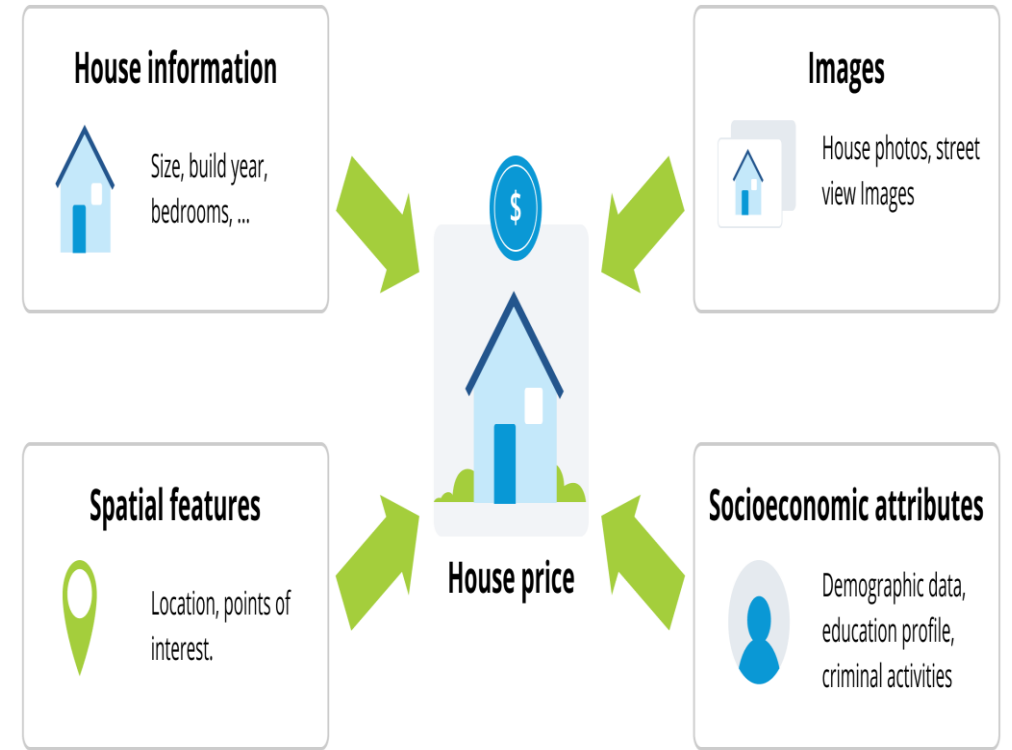 House information
Size, build year,
bedrooms, ...
Images
House photos, street
view Images
$
House price
Spatial features
Location, points of
interest.
Socioeconomic attributes
Demographic data,
education profile,
criminal activities